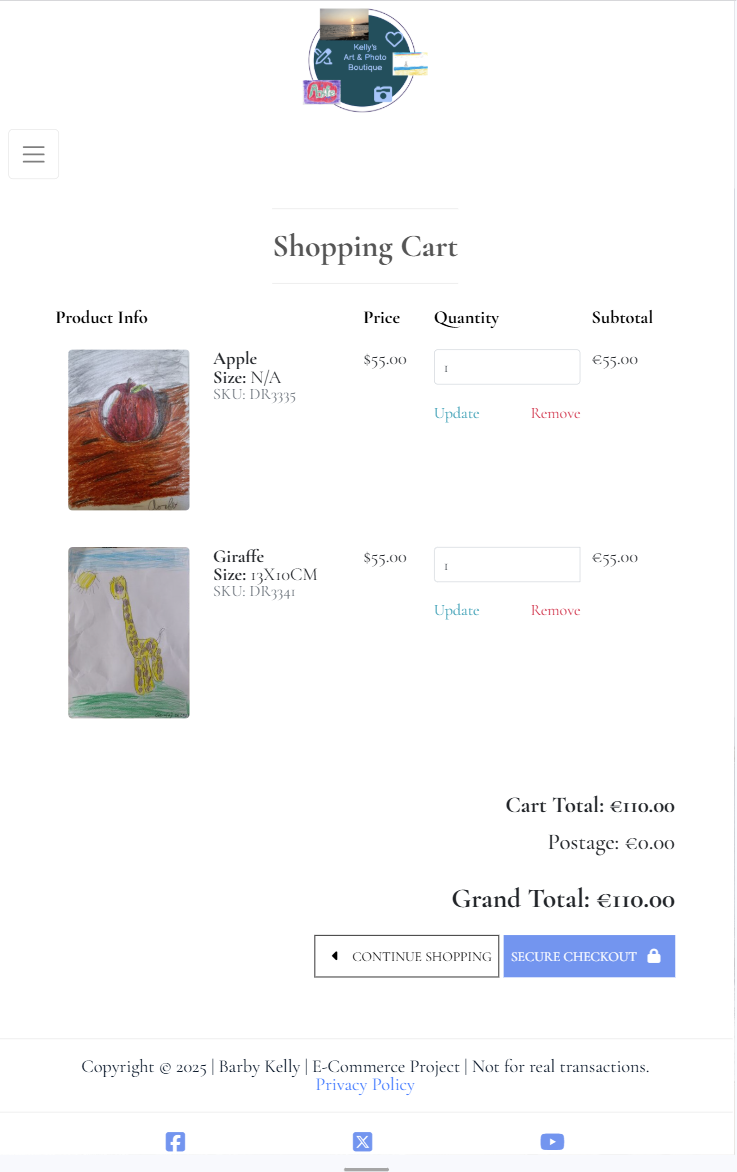 Kelly's
Art & Photo
Boutique
Arts
Shopping Cart
Product Info Price Quantity Subtotal
Apple $55.00 1 €55.00
Size: N/A
SKU: DR3335
Update Remove
Giraffe $55.00 1 €55.00
Size: 13X10CM
SKU: DR3341
Update Remove
Cart Total: €110.00
Postage: €0.00
Grand Total: €110.00
CONTINUE SHOPPING SECURE CHECKOUT
Copyright © 2025 | Barby Kelly | E-Commerce Project | Not for real transactions.
Privacy Policy